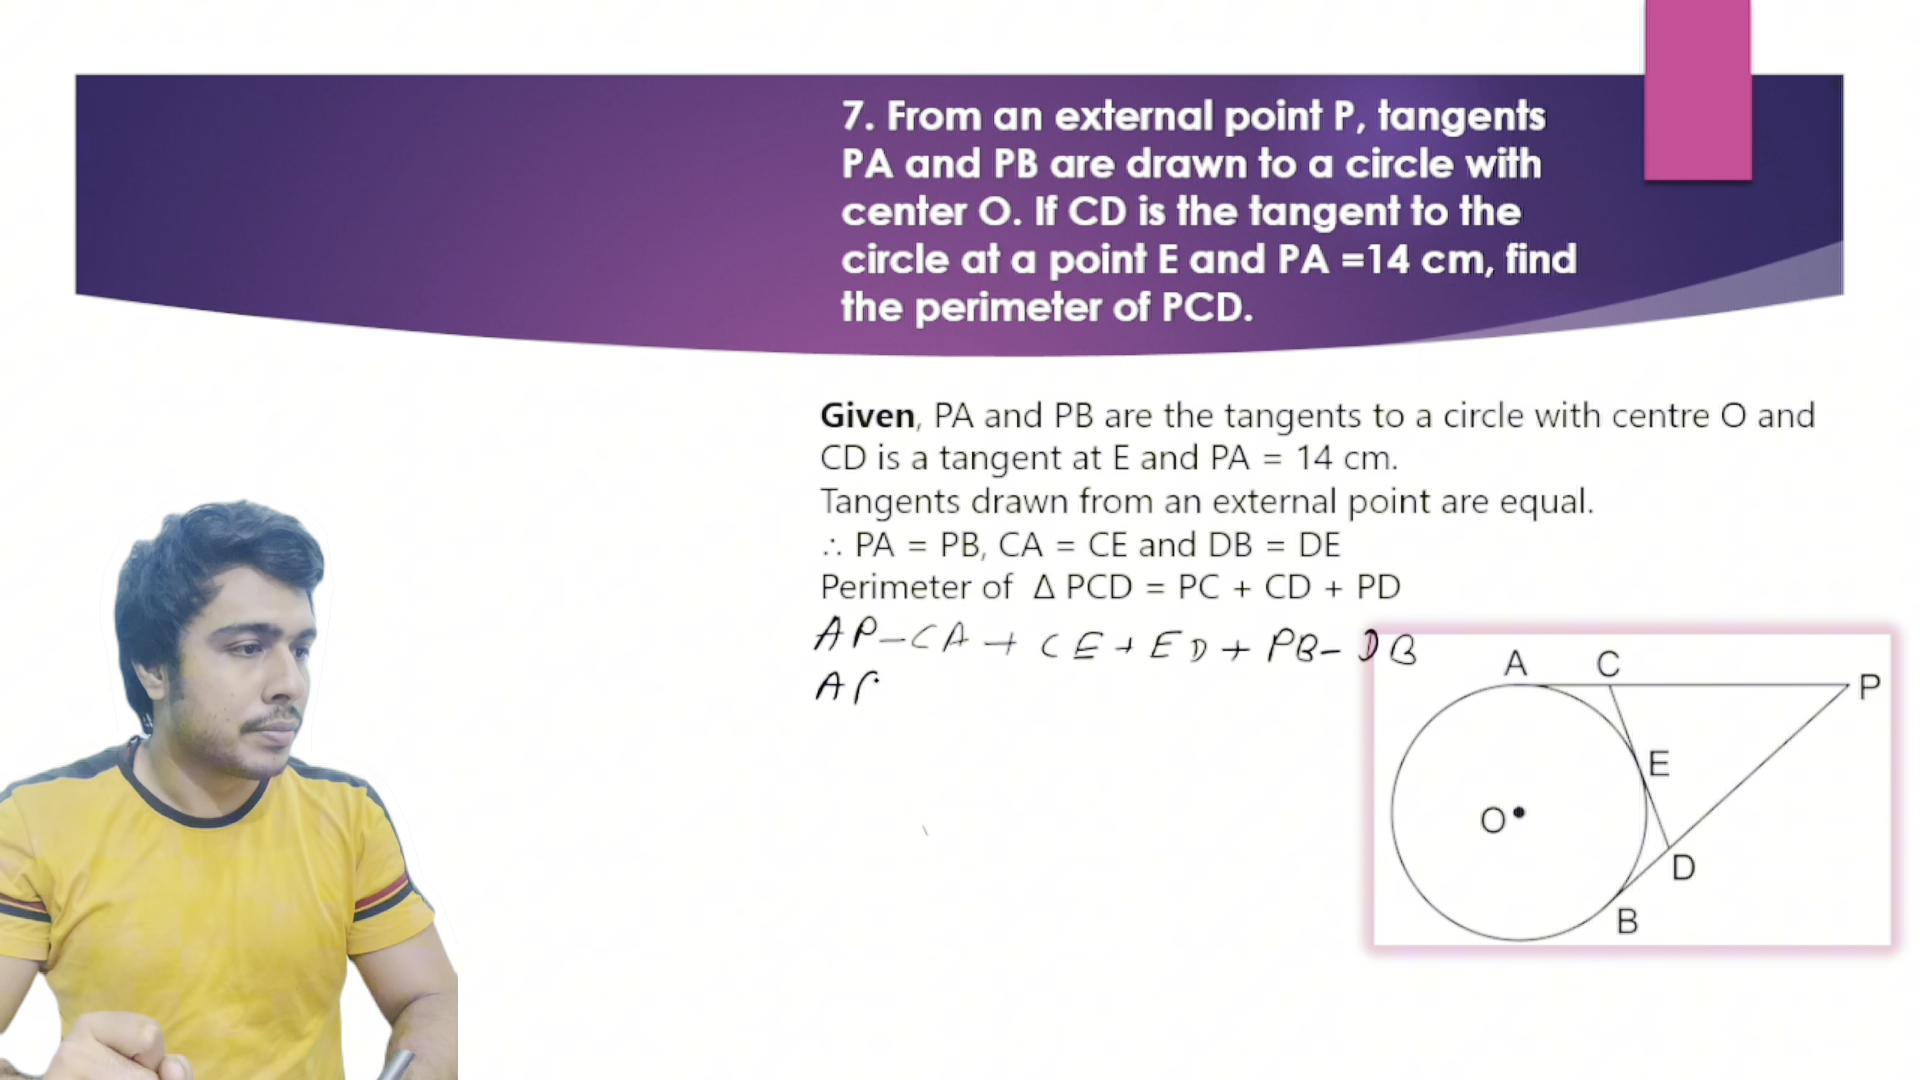 7. From an external point P, tangents
PA and PB are drawn to a circle with
center O. If CD is the tangent to the
circle at a point E and PA =14 cm, find
the perimeter of PCD.
Given, PA and PB are the tangents to a circle with centre O and
CD is a tangent at E and PA = 14 cm.
Tangents drawn from an external point are equal.
∴ PA = PB, CA = CE and DB = DE
Perimeter of Δ PCD = PC + CD + PD
AP-CA + CE+ED+PB-DB
A
A C
P
E
O
D
B